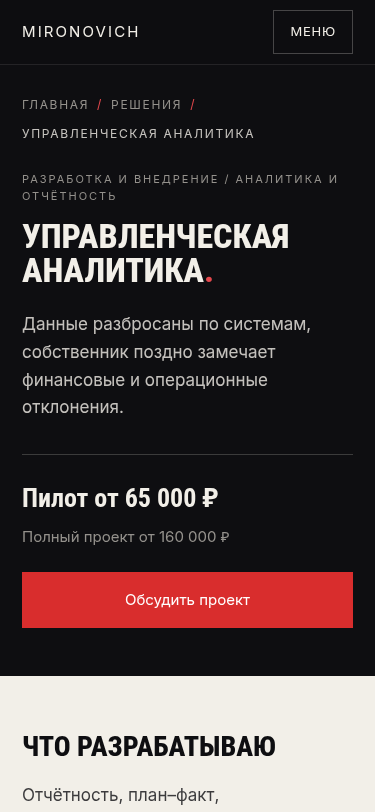 MIRONOVICH
МЕНЮ
ГЛАВНАЯ / РЕШЕНИЯ /
УПРАВЛЕНЧЕСКАЯ АНАЛИТИКА
РАЗРАБОТКА И ВНЕДРЕНИЕ / АНАЛИТИКА И
ОТЧЁТНОСТЬ
УПРАВЛЕНЧЕСКАЯ
АНАЛИТИКА.
Данные разбросаны по системам,
собственник поздно замечает
финансовые и операционные
отклонения.
Пилот от 65 000 ₽
Полный проект от 160 000 ₽
Обсудить проект
ЧТО РАЗРАБАТЫВАЮ
Отчётность, план–факт,